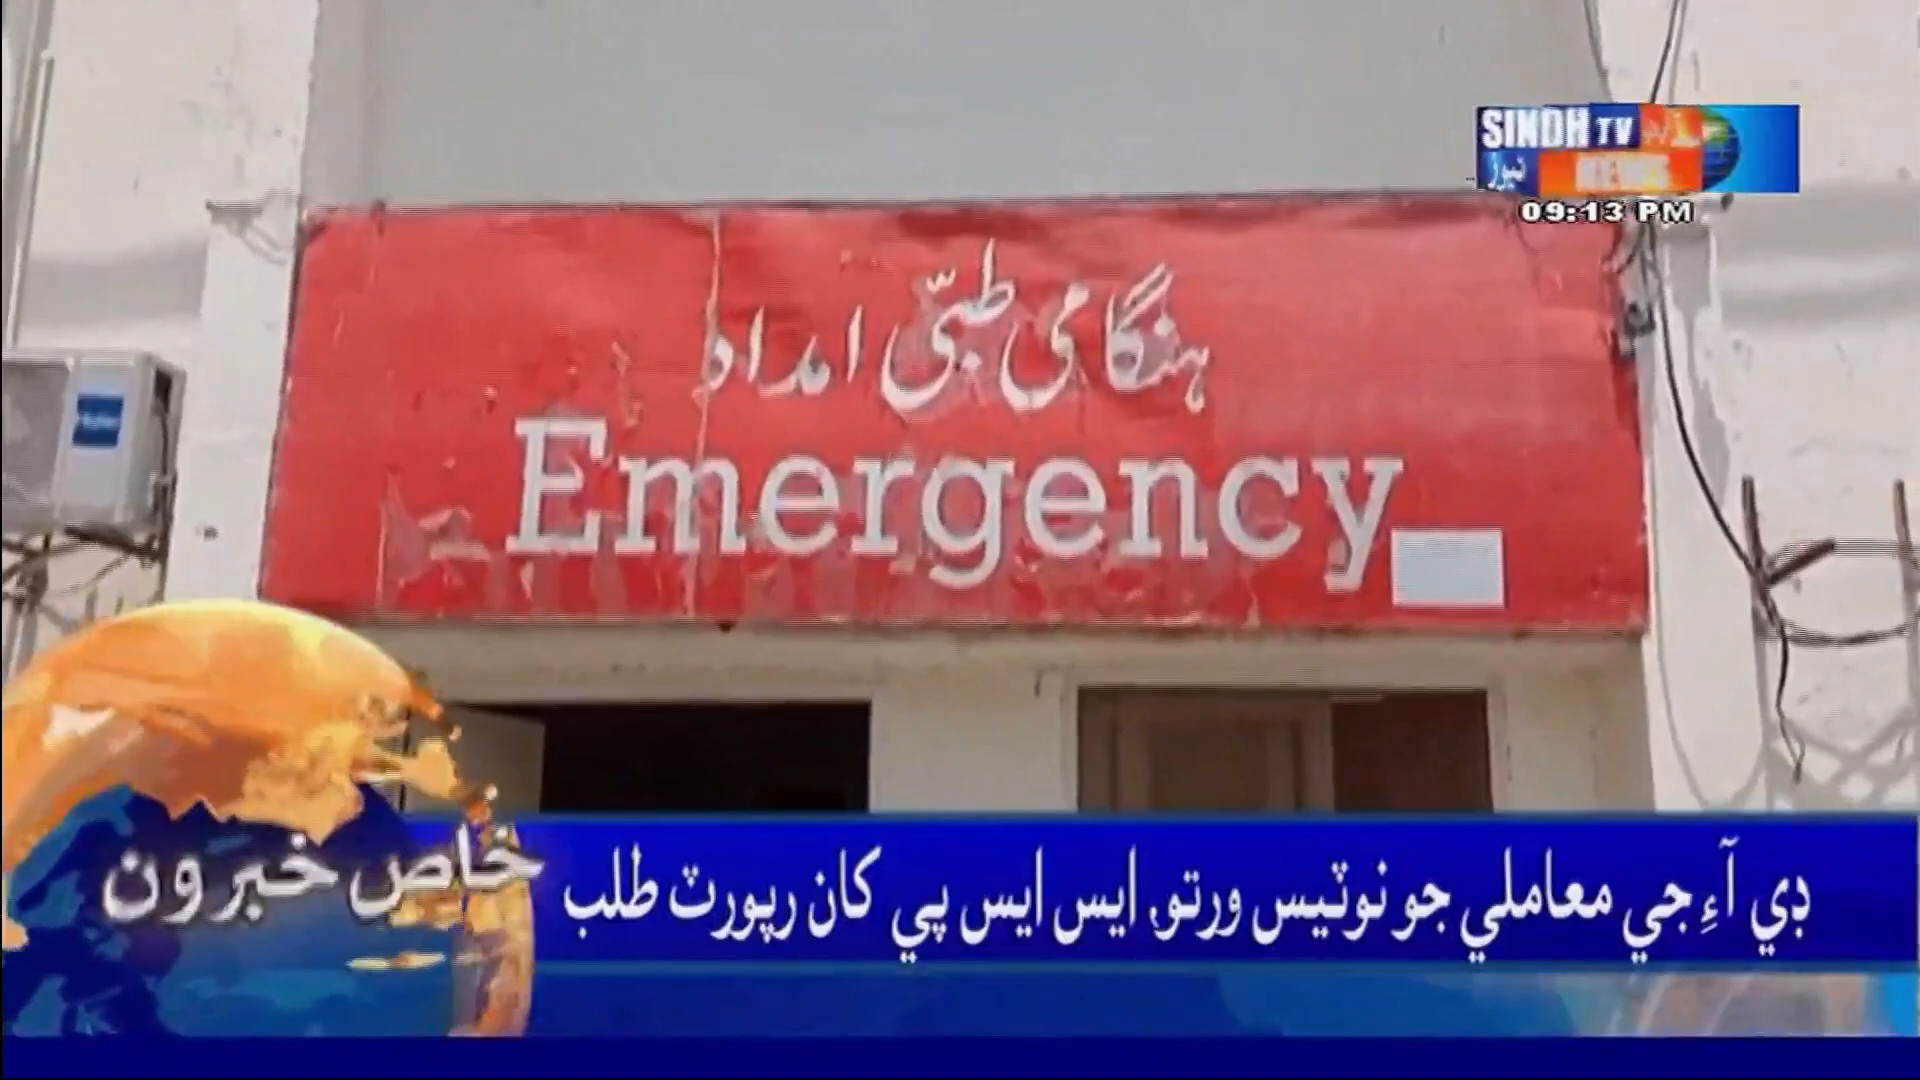 SINDH TV
نيوز NEWS
09:13 PM
ہنگامی طبّی امداد
Emergency
خاص خبرون
ڊي آءِ جي معاملي جو نوٽيس ورتو، ايس ايس پي کان رپورٽ طلب